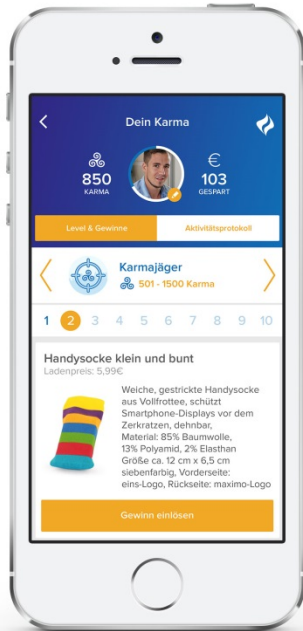 Dein Karma
850
KARMA
€
103
GESPART
Level & Gewinne
Aktivitätsprotokoll
Karmajäger
501 - 1500 Karma
1 2 3 4 5 6 7 8 9 10
Handysocke klein und bunt
Ladenpreis: 5,99€
Weiche, gestrickte Handysocke
aus Vollfrottee, schützt
Smartphone-Displays vor dem
Zerkratzen, dehnbar,
Material: 85% Baumwolle,
13% Polyamid, 2% Elasthan
Größe ca. 12 cm x 6,5 cm
siebenfarbig, Vorderseite:
eins-Logo, Rückseite: maximo-Logo
Gewinn einlösen